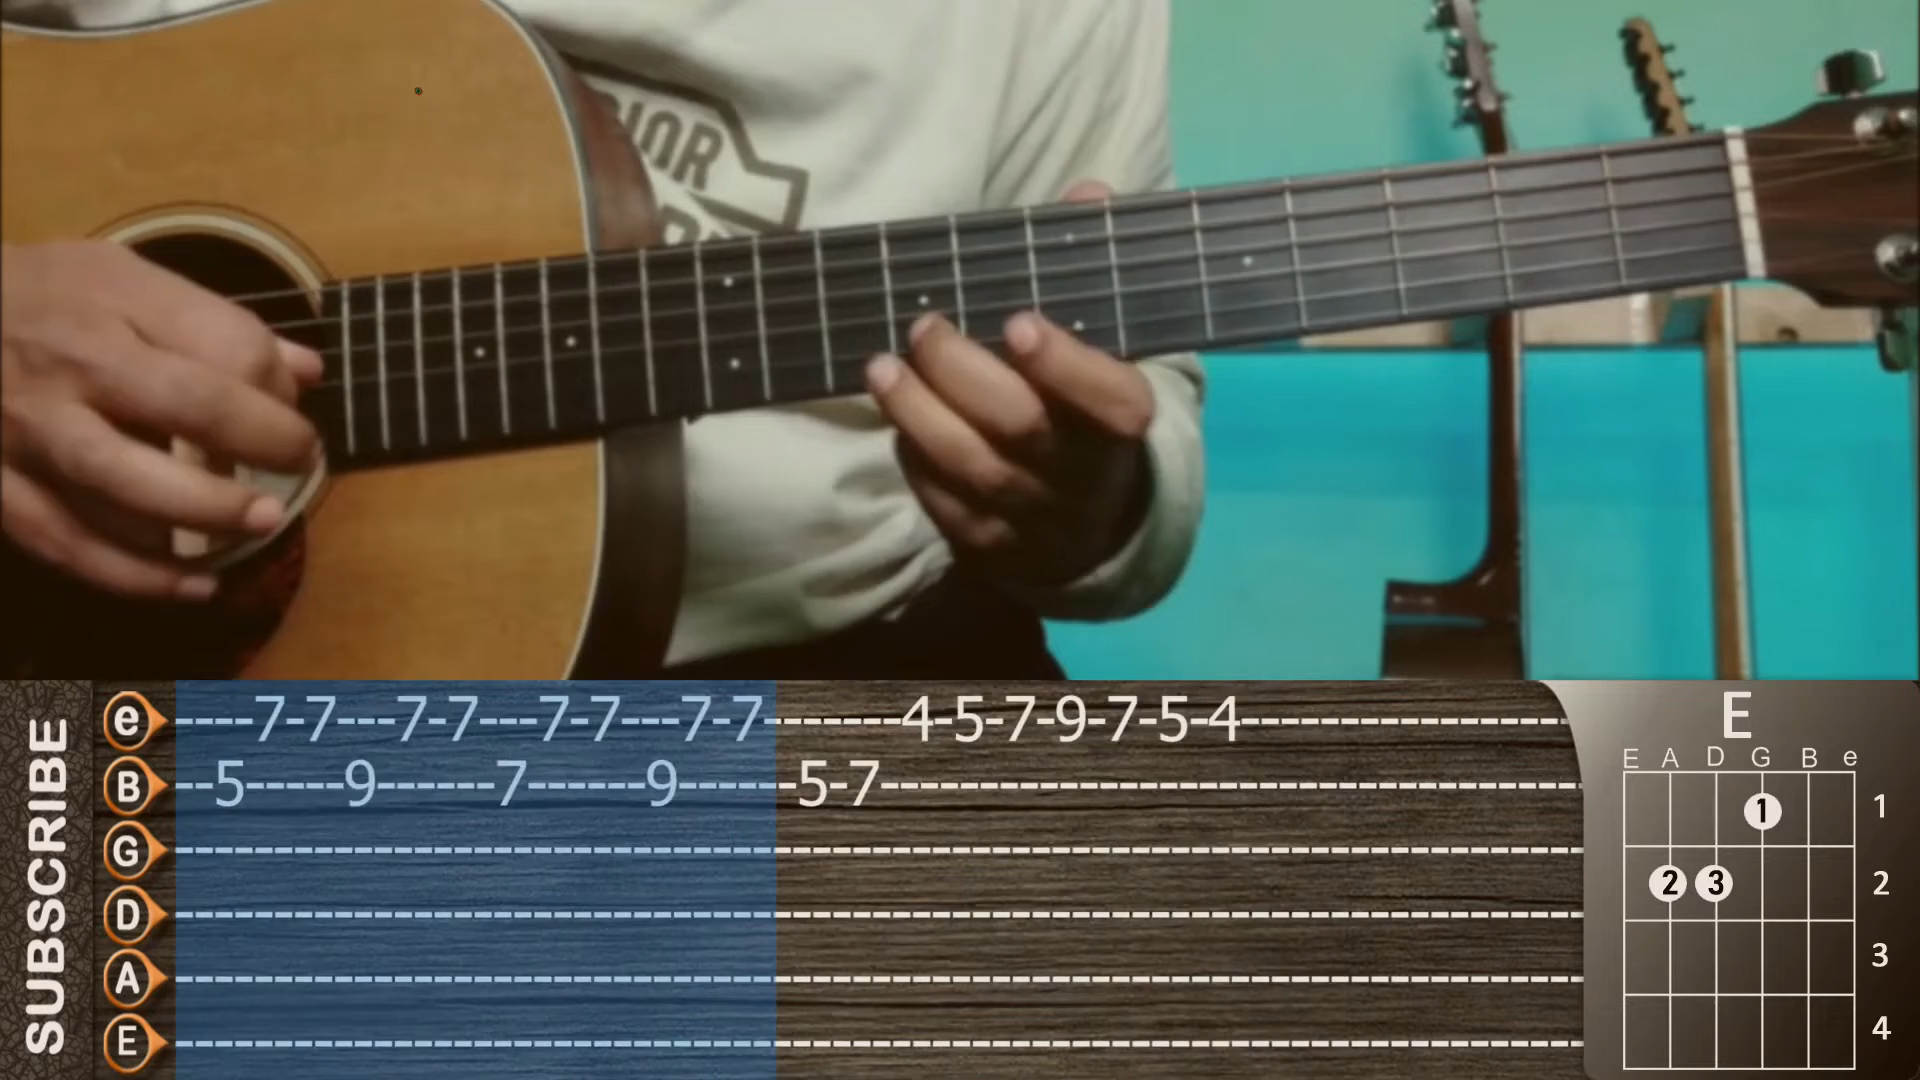 IOR
SUBSCRIBE
e ----7-7---7-7---7-7---7-7--------4-5-7-9-7-5-4--------------------
B --5-----9------7------9------5-7------------------------------------
G ---------------------------------------------------------------------
D ---------------------------------------------------------------------
A ---------------------------------------------------------------------
E ---------------------------------------------------------------------
E
E A D G B e
1 1
2 3 2
3
4